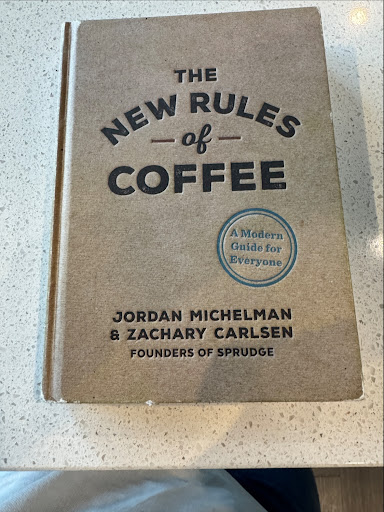 THE
NEW RULES
of
COFFEE
A Modern
Guide for
Everyone
JORDAN MICHELMAN
& ZACHARY CARLSEN
FOUNDERS OF SPRUDGE